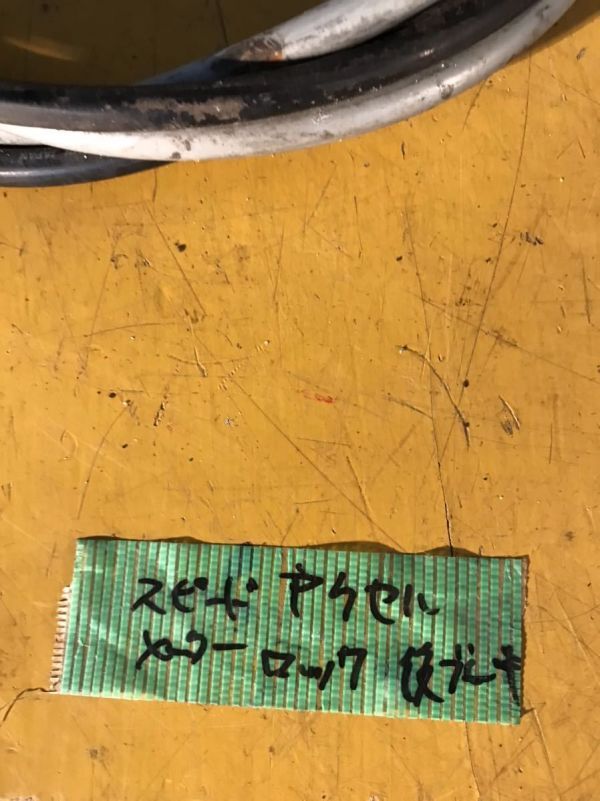 スピード アクセル
メーター ロック 後ブレーキ